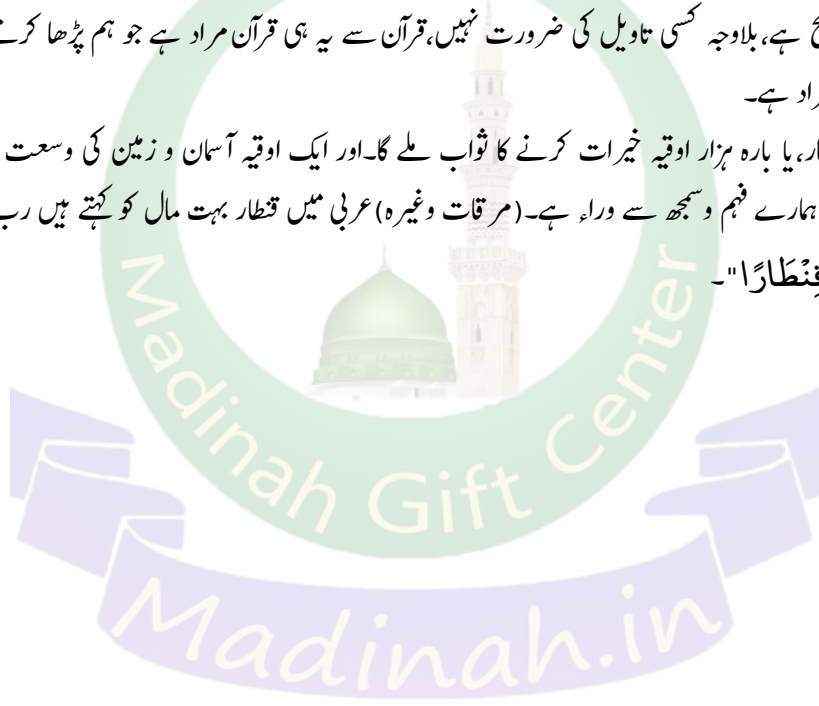 ح ہے، بلاوجہ کسی تاویل کی ضرورت نہیں، قرآن سے یہ ہی قرآن مراد ہے جو ہم پڑھا کرتے
راد ہے۔
ار، یا بارہ ہزار اوقیہ خیرات کرنے کا ثواب ملے گا۔ اور ایک اوقیہ آسمان و زمین کی وسعت
ہمارے فہم و سمجھ سے وراء ہے۔ (مرقات وغیرہ) عربی میں قنطار بہت مال کو کہتے ہیں رب
قِنْطَارًا"۔
Madinah Gift Center
Madinah.in